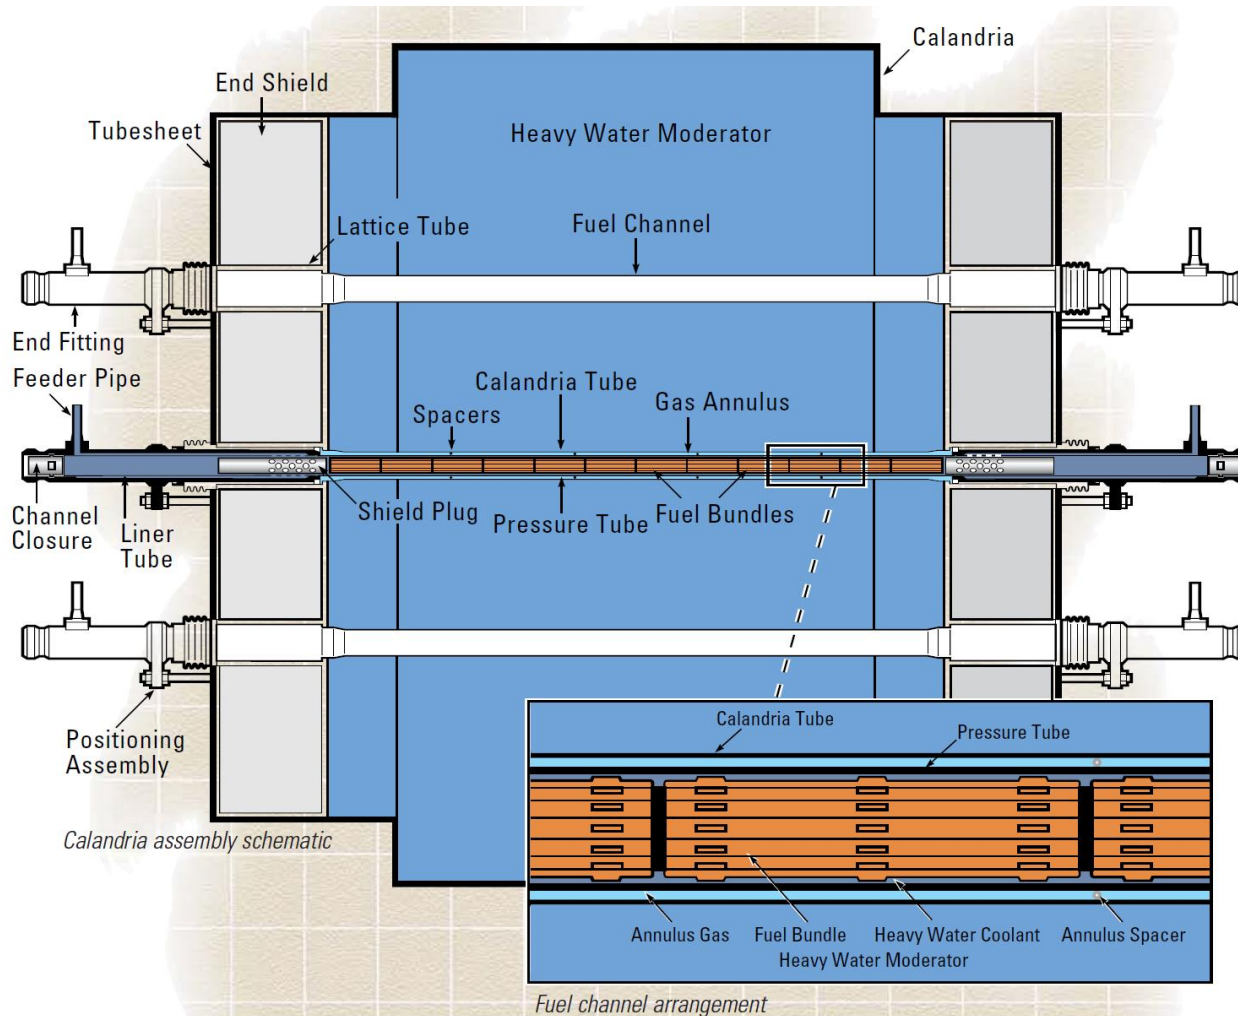 Calandria
End Shield
Tubesheet
Heavy Water Moderator
Lattice Tube
Fuel Channel
End Fitting
Feeder Pipe
Calandria Tube
Spacers
Gas Annulus
Channel
Closure
Liner
Tube
Shield Plug
Pressure Tube
Fuel Bundles
Positioning
Assembly
Calandria assembly schematic
Calandria Tube
Pressure Tube
Annulus Gas
Fuel Bundle
Heavy Water Coolant
Annulus Spacer
Heavy Water Moderator
Fuel channel arrangement